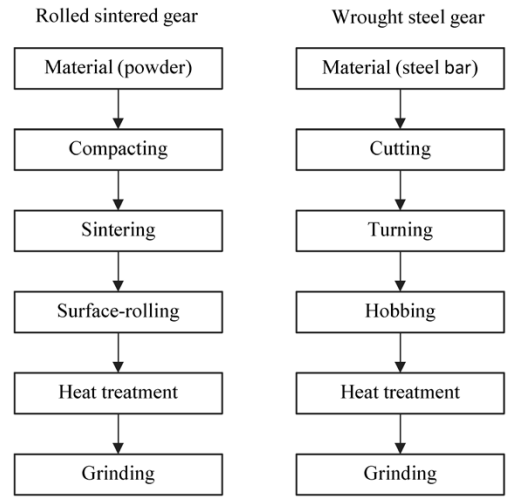 Rolled sintered gear
Material (powder)
Compacting
Sintering
Surface-rolling
Heat treatment
Grinding
Wrought steel gear
Material (steel bar)
Cutting
Turning
Hobbing
Heat treatment
Grinding